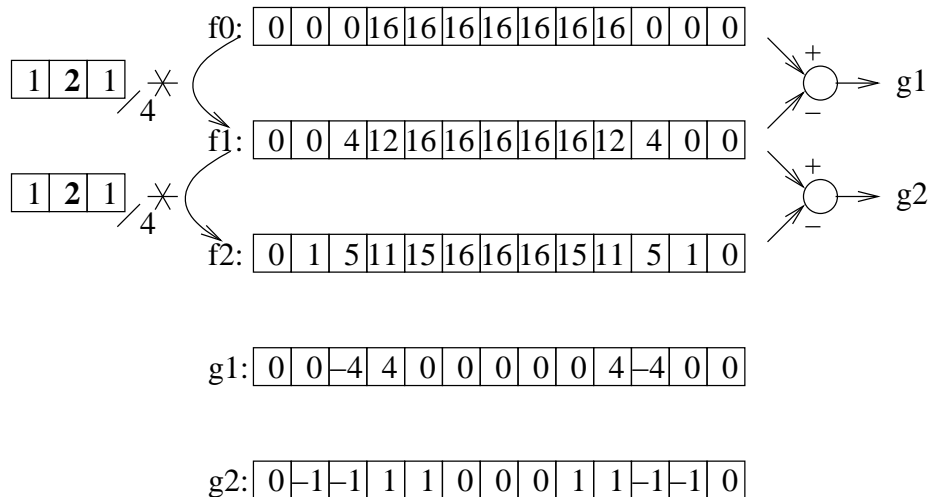 f0: 0 0 0 16 16 16 16 16 16 16 0 0 0
+
1 2 1 /4 * g1
−
f1: 0 0 4 12 16 16 16 16 16 12 4 0 0
+
1 2 1 /4 * g2
−
f2: 0 1 5 11 15 16 16 16 15 11 5 1 0
g1: 0 0 −4 4 0 0 0 0 0 4 −4 0 0
g2: 0 −1 −1 1 1 0 0 0 1 1 −1 −1 0